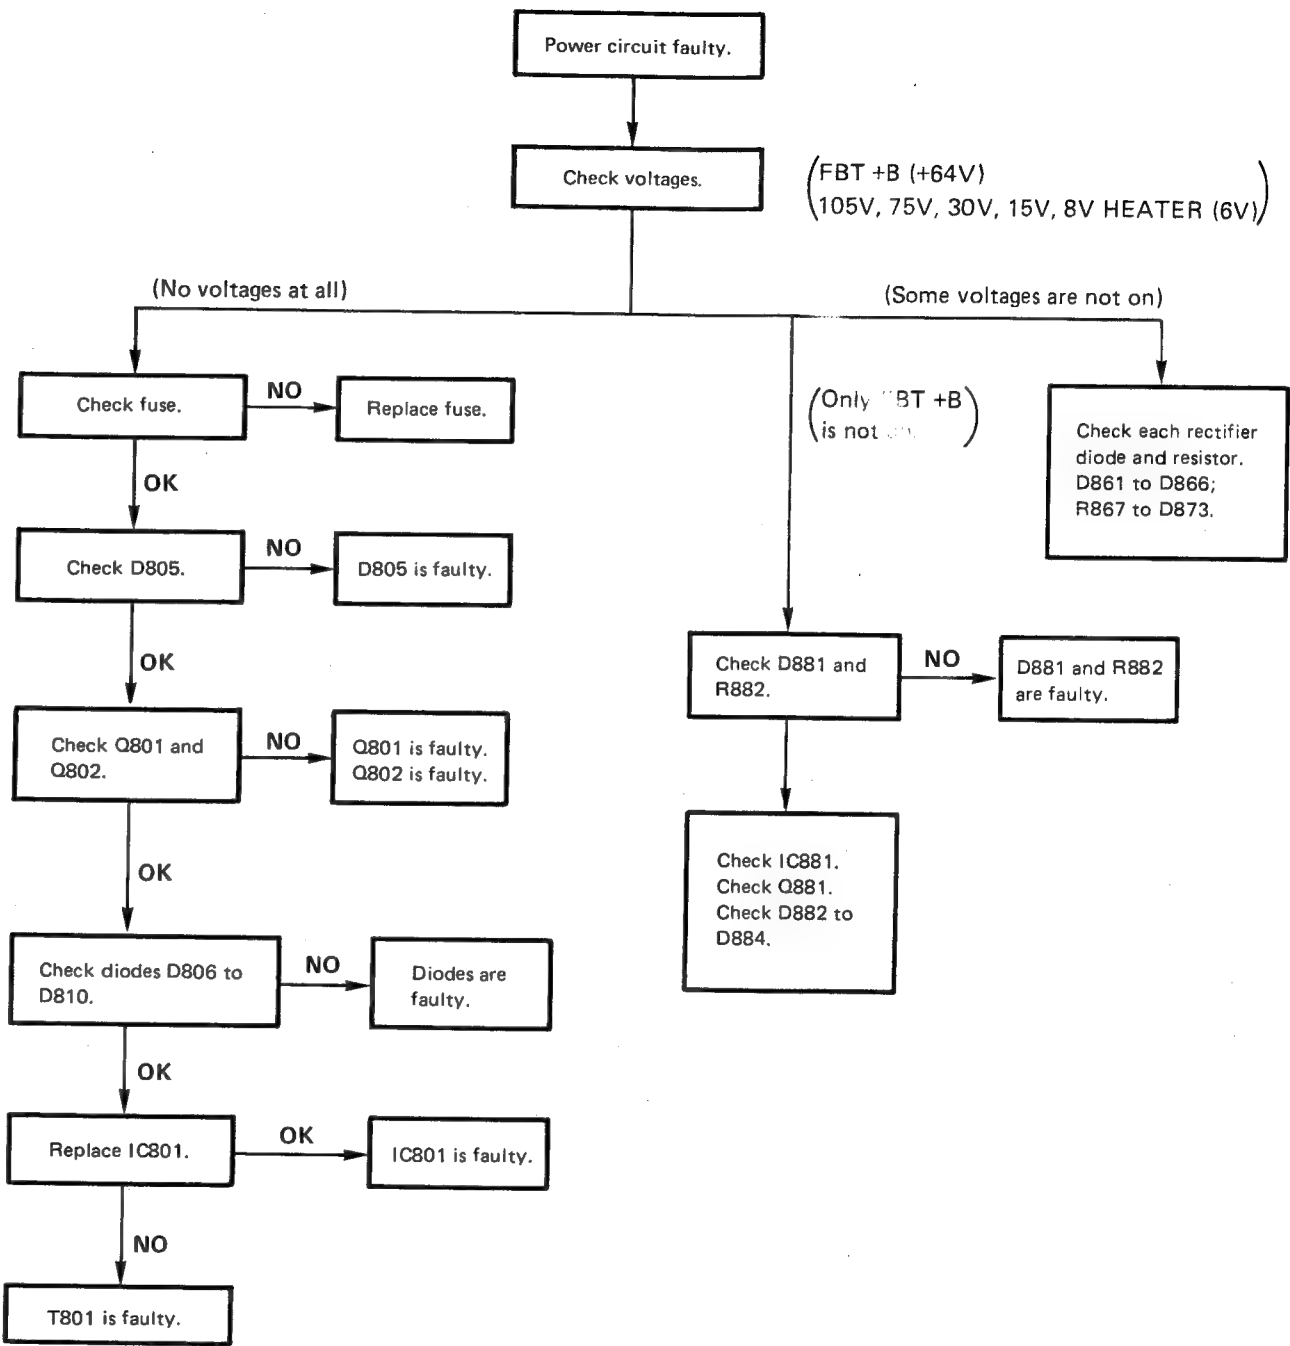 Power circuit faulty.
Check voltages.
FBT +B (+64V)
105V, 75V, 30V, 15V, 8V HEATER (6V)
(No voltages at all)
(Some voltages are not on)
Check fuse.
NO
Replace fuse.
(Only BT +B
is not
Check each rectifier
diode and resistor.
D861 to D866;
R867 to D873.
OK
Check D805.
NO
D805 is faulty.
OK
Check D881 and
R882.
NO
D881 and R882
are faulty.
Check Q801 and
Q802.
NO
Q801 is faulty.
Q802 is faulty.
OK
Check IC881.
Check Q881.
Check D882 to
D884.
Check diodes D806 to
D810.
NO
Diodes are
faulty.
OK
Replace IC801.
OK
IC801 is faulty.
NO
T801 is faulty.